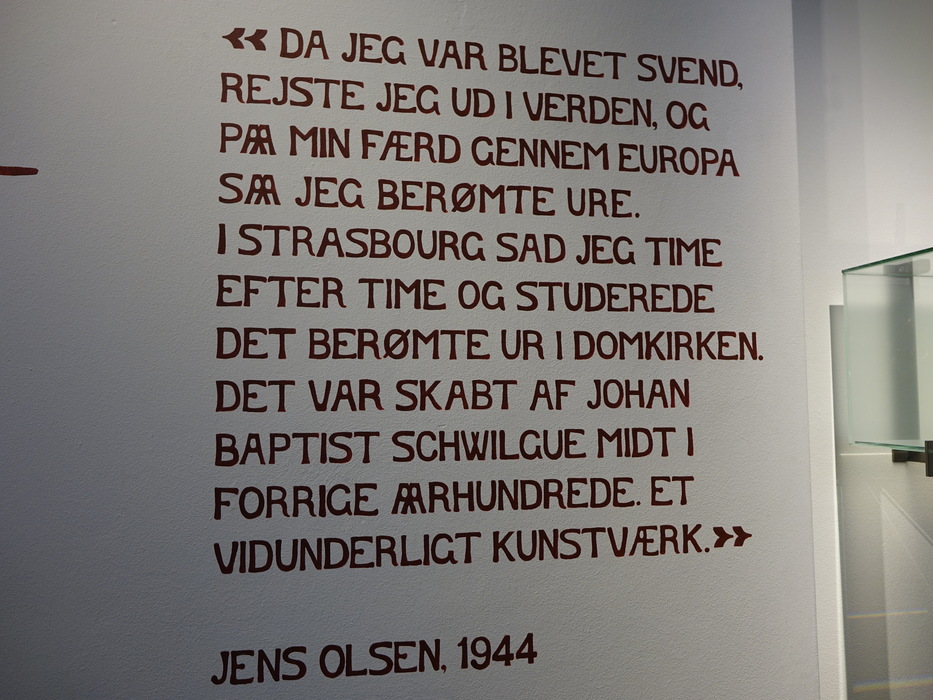 «DA JEG VAR BLEVET SVEND,
REJSTE JEG UD I VERDEN, OG
PAA MIN FÆRD GENNEM EUROPA
SAA JEG BERØMTE URE.
I STRASBOURG SAD JEG TIME
EFTER TIME OG STUDEREDE
DET BERØMTE UR I DOMKIRKEN.
DET VAR SKABT AF JOHAN
BAPTIST SCHWILGUE MIDT I
FORRIGE AARHUNDREDE. ET
VIDUNDERLIGT KUNSTVÆRK.»
JENS OLSEN, 1944